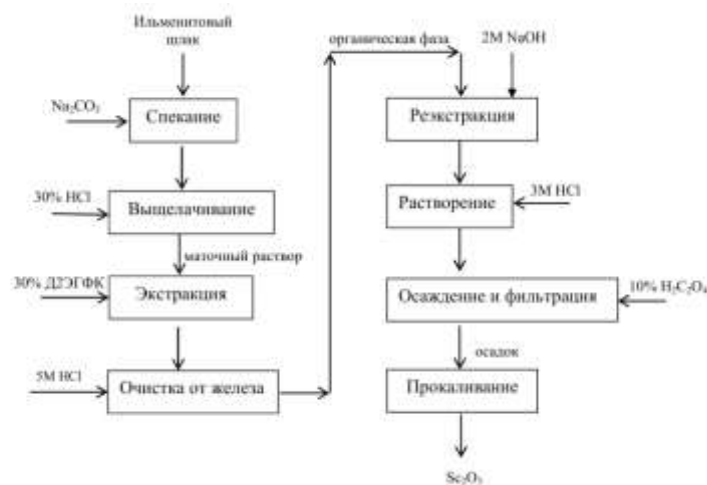 Ильменитовый
шлак
Na₂CO₃
Спекание
30% HCl
Выщелачивание
маточный раствор
30% Д2ЭГФК
Экстракция
5M HCl
Очистка от железа
органическая фаза
2M NaOH
Реэкстракция
Растворение
3M HCl
Осаждение и фильтрация
10% H₂C₂O₄
осадок
Прокаливание
Sc₂O₃